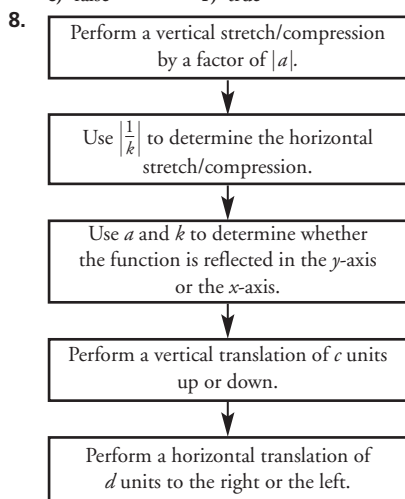 8.
Perform a vertical stretch/compression
by a factor of |a|.
Use |1/k| to determine the horizontal
stretch/compression.
Use a and k to determine whether
the function is reflected in the y-axis
or the x-axis.
Perform a vertical translation of c units
up or down.
Perform a horizontal translation of
d units to the right or the left.